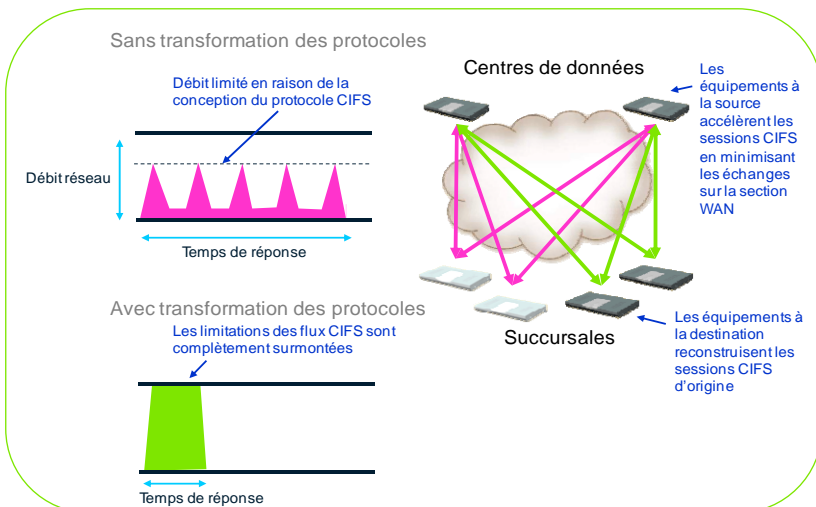 Sans transformation des protocoles
Débit limité en raison de la
conception du protocole CIFS
Débit réseau
Temps de réponse
Centres de données
Les
équipements à
la source
accélèrent les
sessions CIFS
en minimisant
les échanges
sur la section
WAN
Avec transformation des protocoles
Les limitations des flux CIFS sont
complètement surmontées
Temps de réponse
Succursales
Les équipements à
la destination
reconstruisent les
sessions CIFS
d'origine